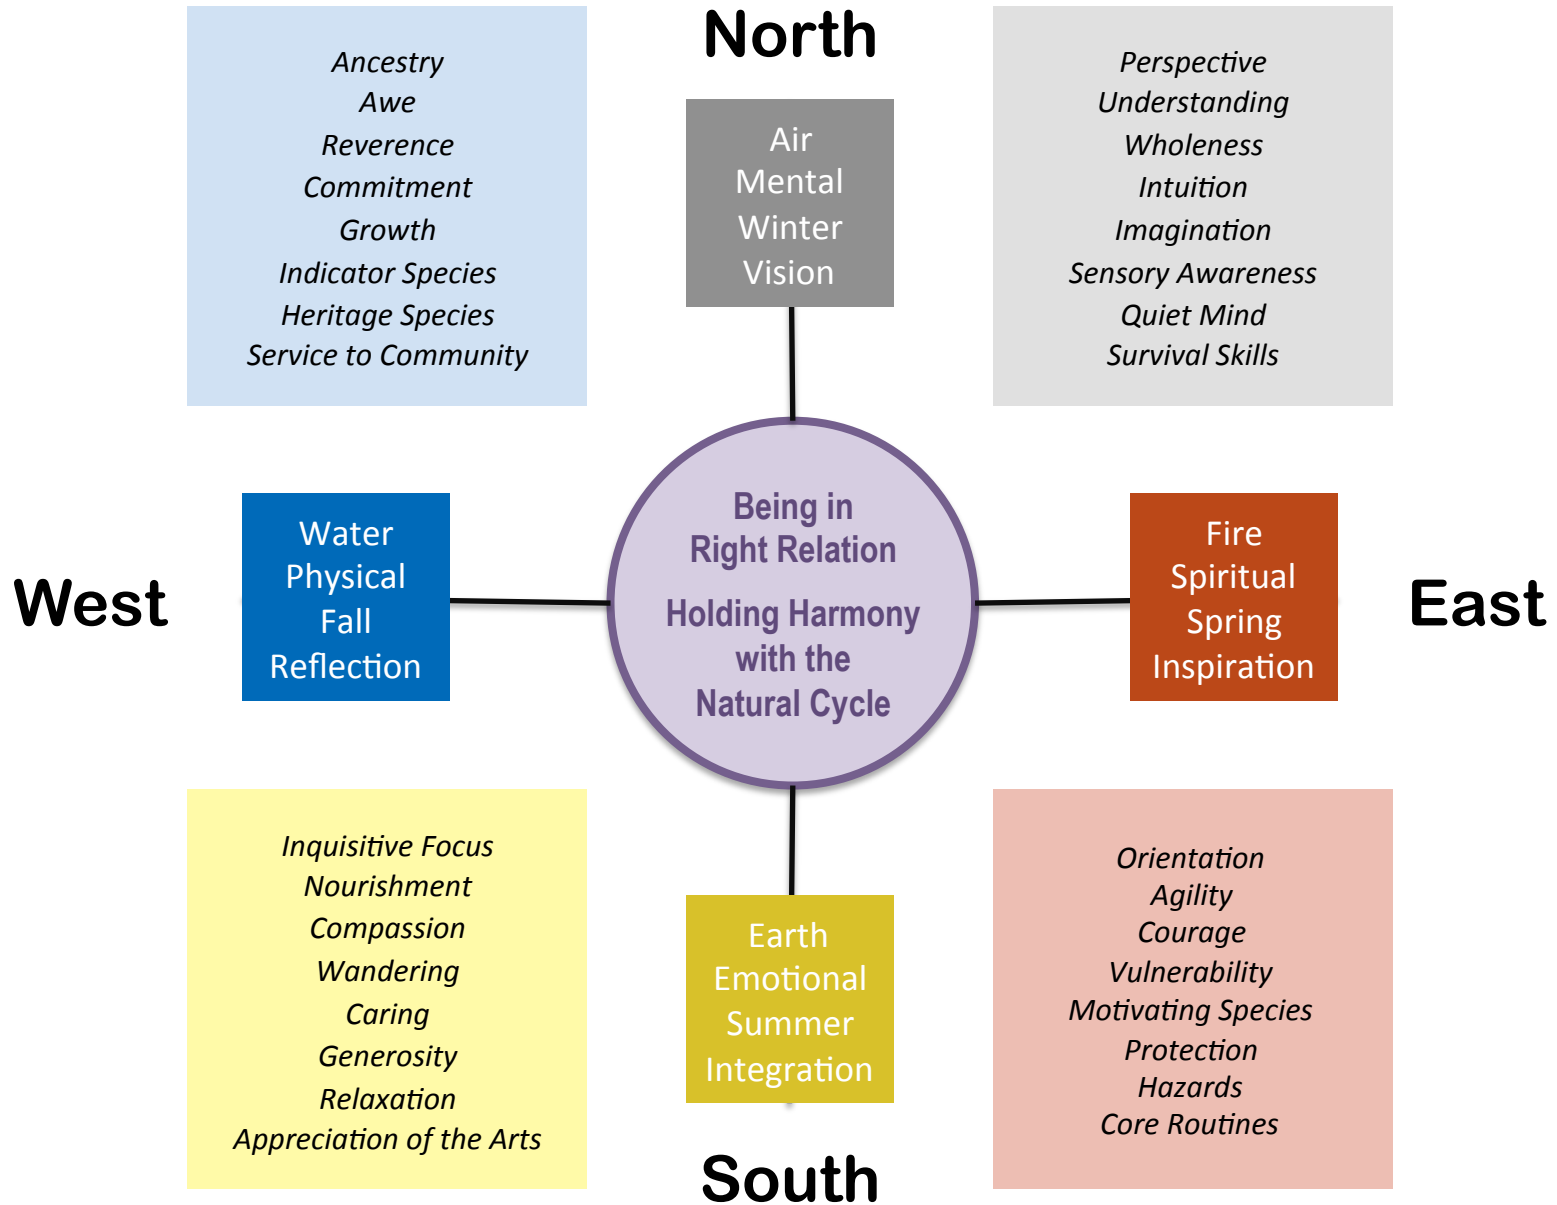 North
Ancestry
Awe
Reverence
Commitment
Growth
Indicator Species
Heritage Species
Service to Community
Air
Mental
Winter
Vision
Perspective
Understanding
Wholeness
Intuition
Imagination
Sensory Awareness
Quiet Mind
Survival Skills
West
Water
Physical
Fall
Reflection
Being in
Right Relation
Holding Harmony
with the
Natural Cycle
Fire
Spiritual
Spring
Inspiration
East
Inquisitive Focus
Nourishment
Compassion
Wandering
Caring
Generosity
Relaxation
Appreciation of the Arts
Earth
Emotional
Summer
Integration
Orientation
Agility
Courage
Vulnerability
Motivating Species
Protection
Hazards
Core Routines
South